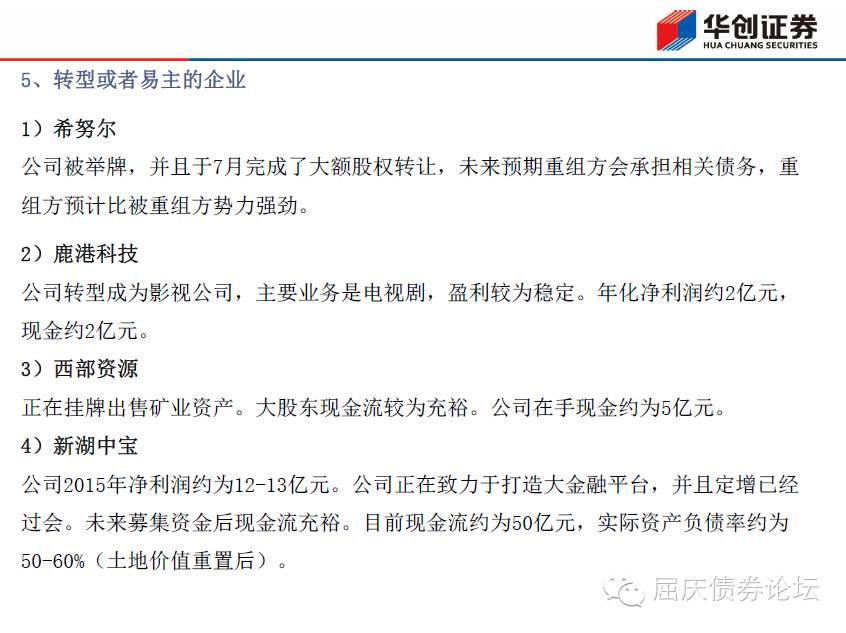 华创证券
HUA CHUANG SECURITIES
5、转型或者易主的企业
1）希努尔
公司被举牌，并且于7月完成了大额股权转让，未来预期重组方会承担相关债务，重
组方预计比被重组方势力强劲。
2）鹿港科技
公司转型成为影视公司，主要业务是电视剧，盈利较为稳定。年化净利润约2亿元，
现金约2亿元。
3）西部资源
正在挂牌出售矿业资产。大股东现金流较为充裕。公司在手现金约为5亿元。
4）新湖中宝
公司2015年净利润约为12-13亿元。公司正在致力于打造大金融平台，并且定增已经
过会。未来募集资金后现金流充裕。目前现金流约为50亿元，实际资产负债率约为
50-60%（土地价值重置后）。
屈庆债券论坛